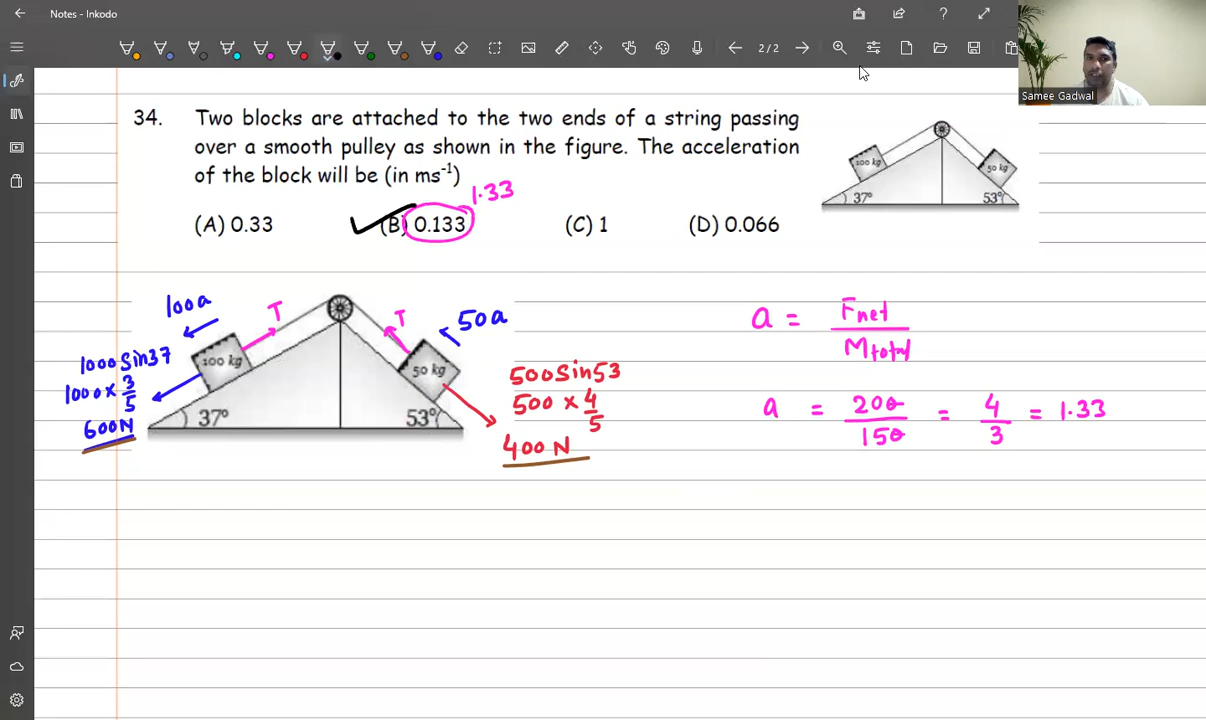 Notes - Inkodo
2/2
Samee Gadwal
34. Two blocks are attached to the two ends of a string passing
over a smooth pulley as shown in the figure. The acceleration
of the block will be (in ms⁻¹)
1.33
(A) 0.33 (B) 0.133 (C) 1 (D) 0.066
100 kg
50 kg
37° 53°
100a
T
T
50a
1000 Sin37
1000 × 3/5
600N
100 kg
50 kg
37° 53°
500 Sin 53
500 × 4/5
400 N
a = Fnet / Mtotal
a = 200 / 150 = 4/3 = 1.33